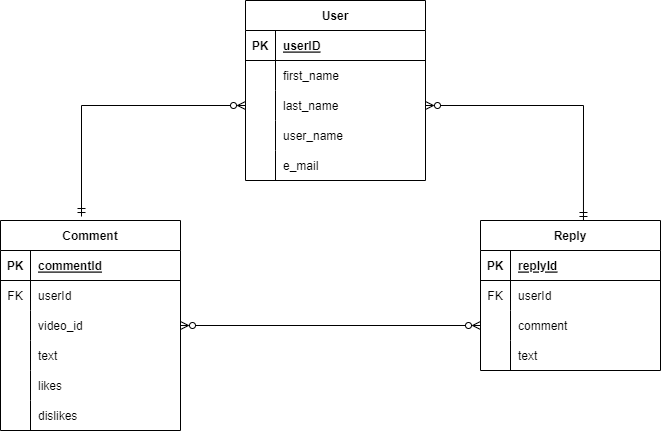 User
PK userID
first_name
last_name
user_name
e_mail
Comment
PK commentId
FK userId
video_id
text
likes
dislikes
Reply
PK replyId
FK userId
comment
text